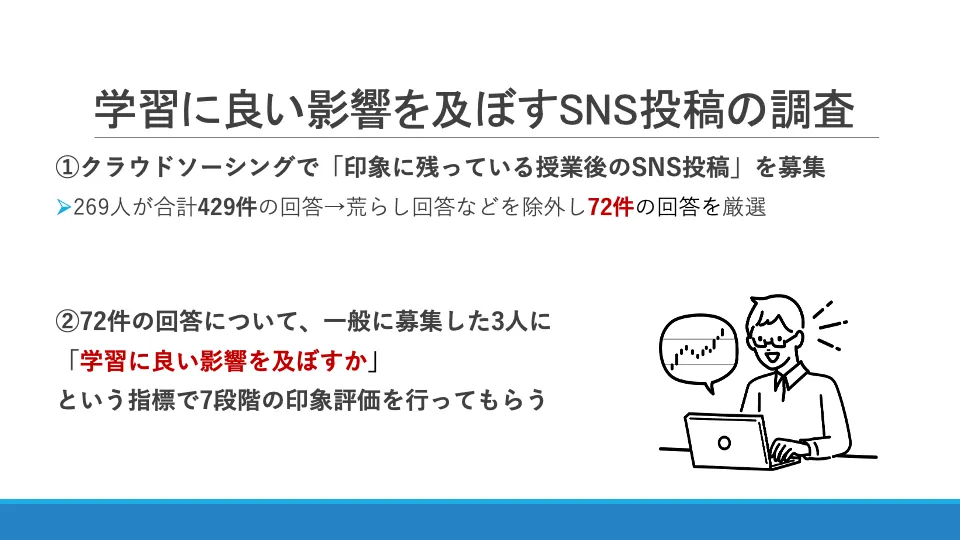 学習に良い影響を及ぼすSNS投稿の調査
①クラウドソーシングで「印象に残っている授業後のSNS投稿」を募集
➢269人が合計429件の回答→荒らし回答などを除外し72件の回答を厳選
②72件の回答について、一般に募集した3人に
「学習に良い影響を及ぼすか」
という指標で7段階の印象評価を行ってもらう